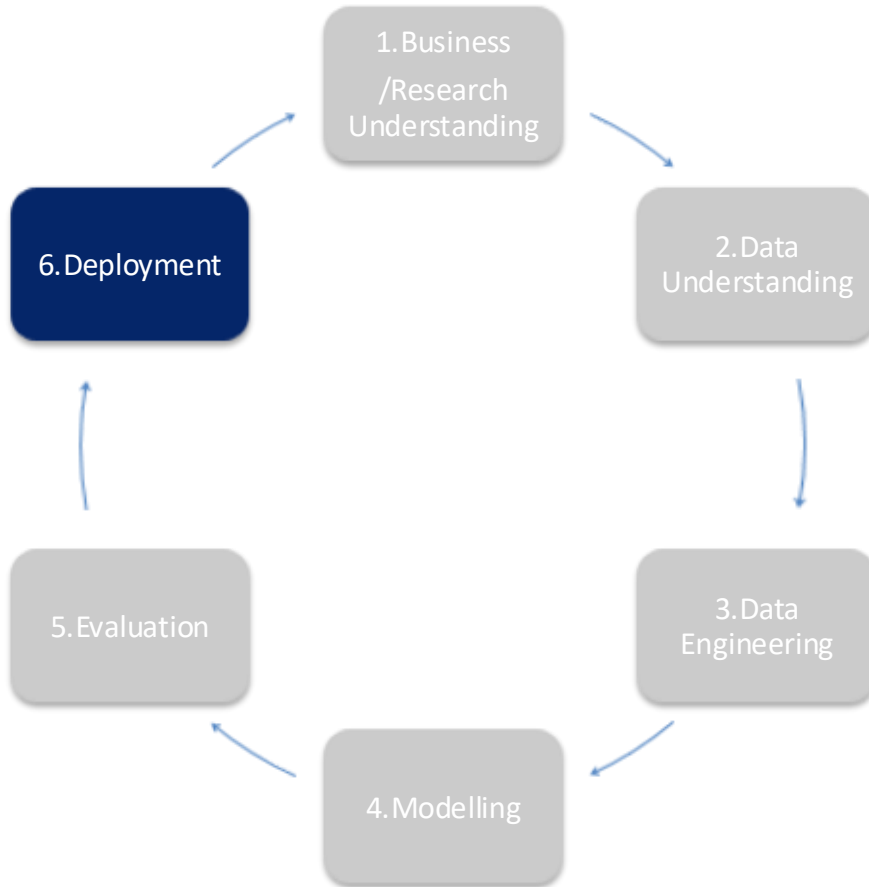 1.Business
/Research
Understanding
2.Data
Understanding
3.Data
Engineering
4.Modelling
5.Evaluation
6.Deployment